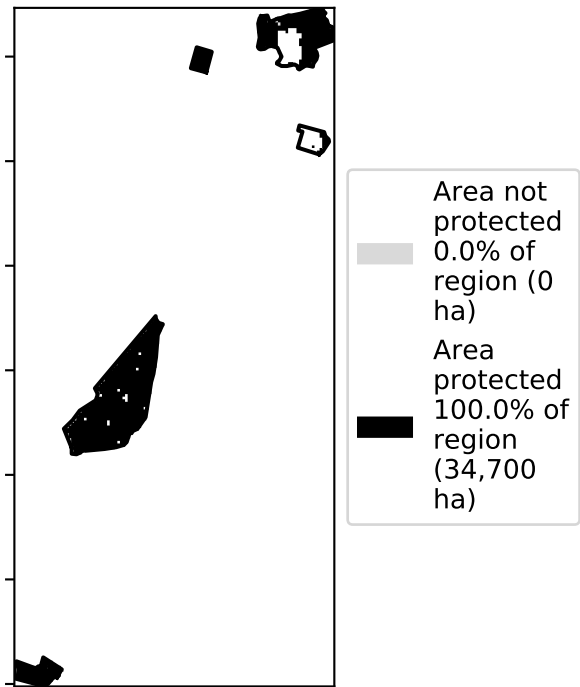 Area not
protected
0.0% of
region (0
ha)
Area
protected
100.0% of
region
(34,700
ha)